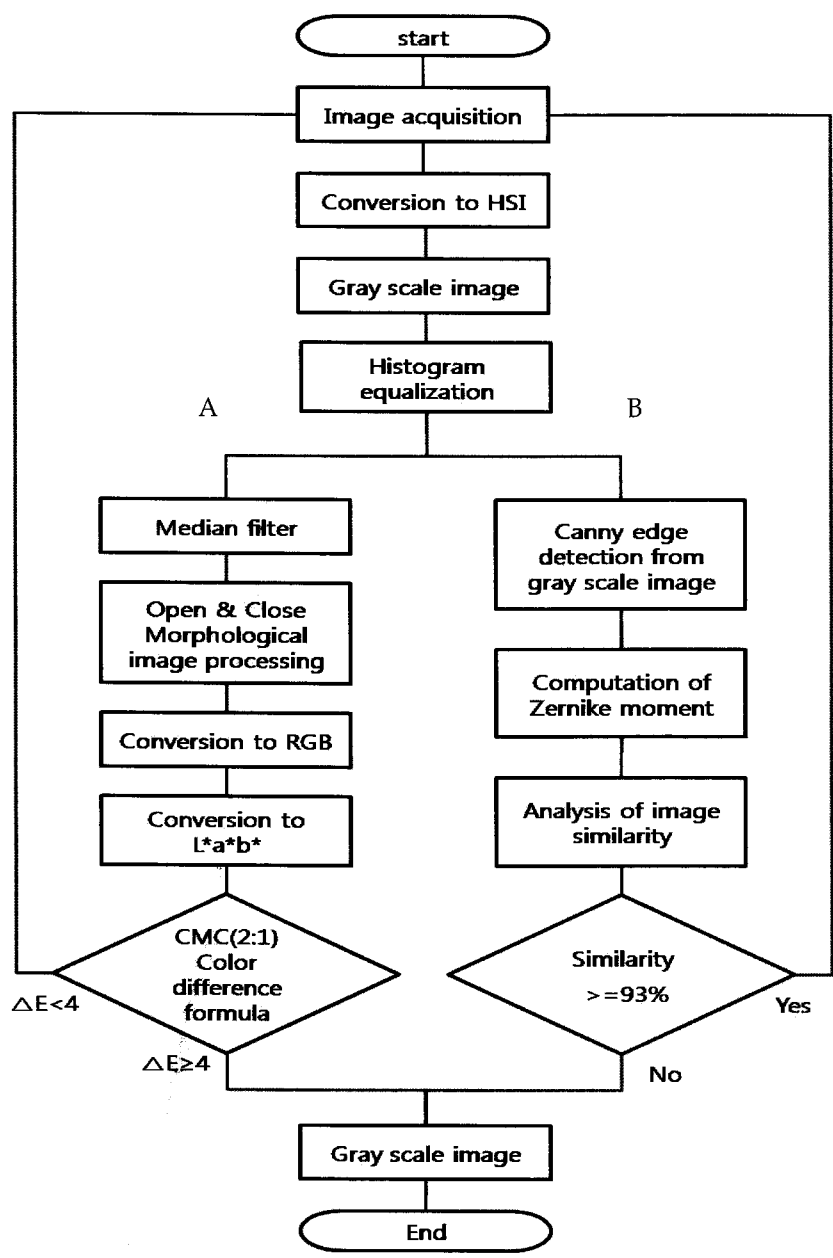 start
Image acquisition
Conversion to HSI
Gray scale image
Histogram
equalization
A
B
Median filter
Open & Close
Morphological
image processing
Conversion to RGB
Conversion to
L*a*b*
CMC(2:1)
Color
difference
formula
△E<4
△E≥4
Canny edge
detection from
gray scale image
Computation of
Zernike moment
Analysis of image
similarity
Similarity
>=93%
Yes
No
Gray scale image
End